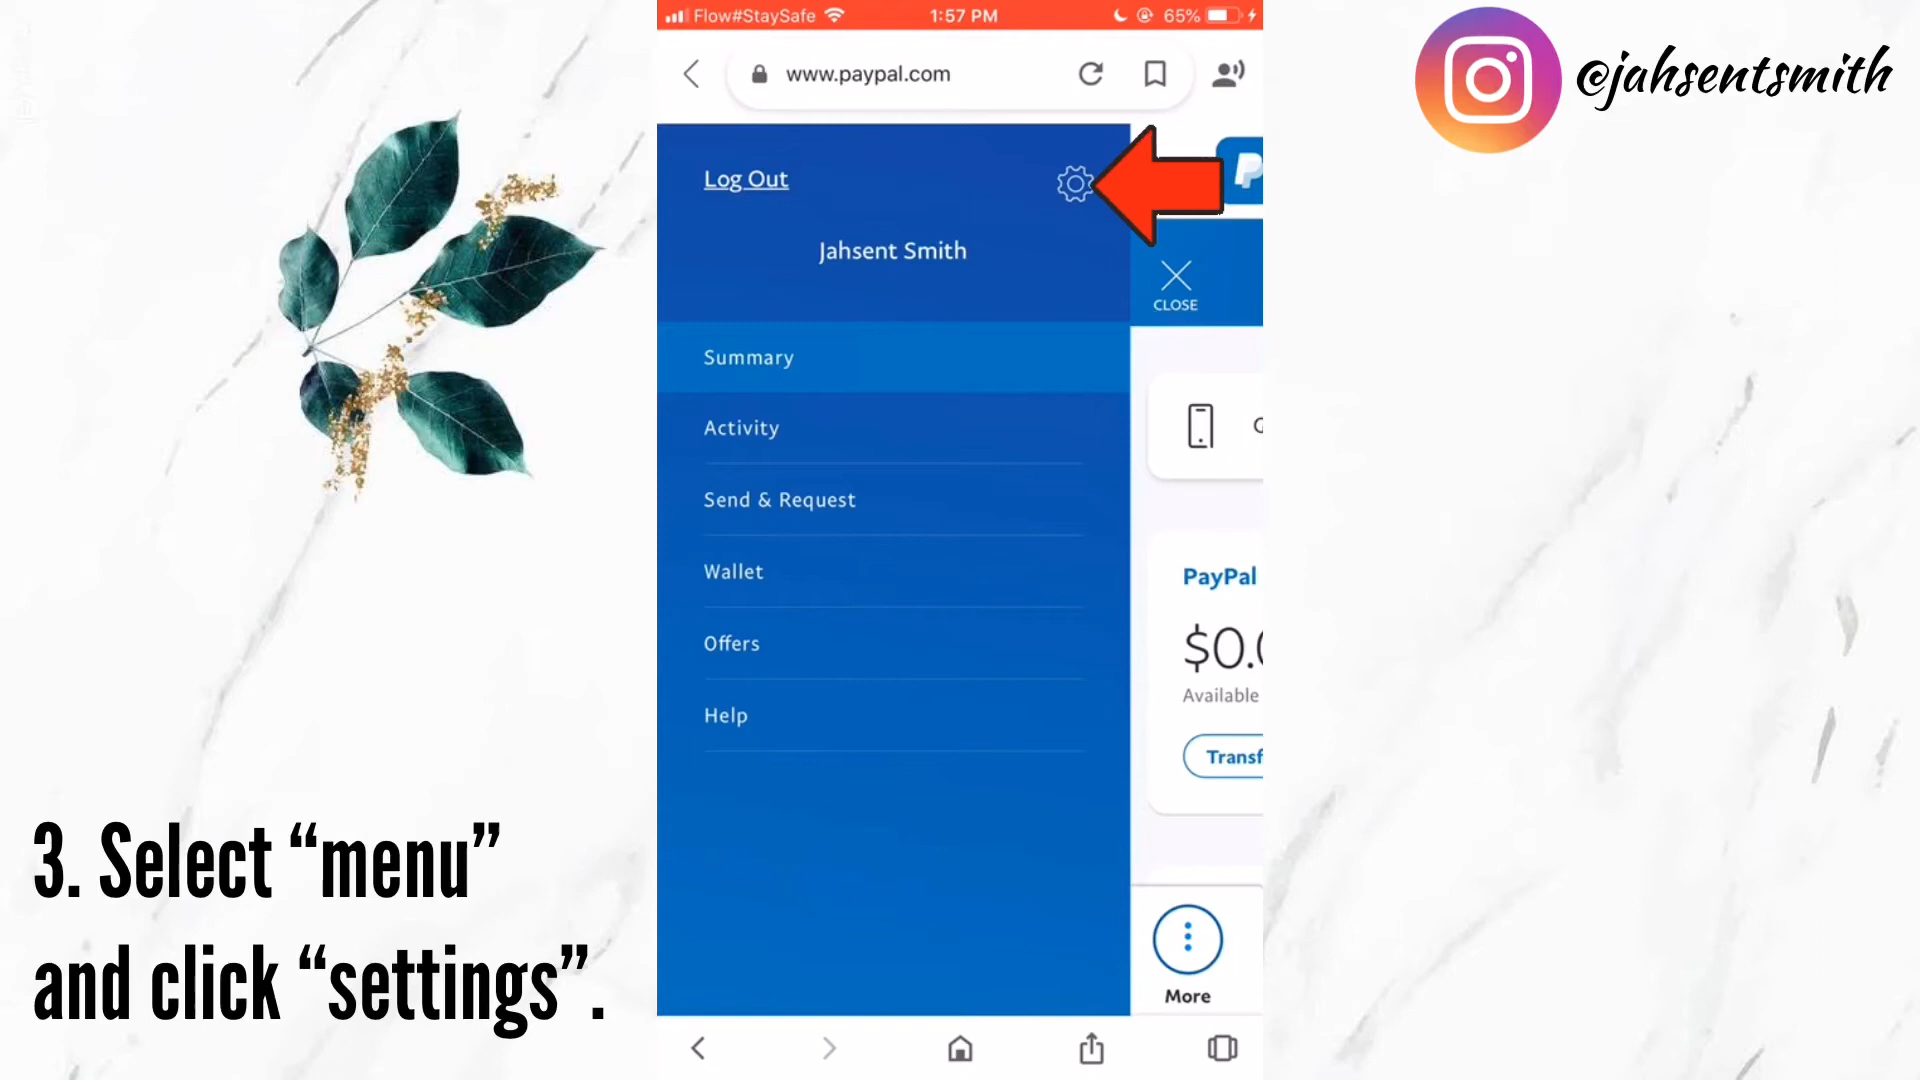 Flow#StaySafe 1:57 PM 65%
www.paypal.com
@jahsentsmith
Log Out
Jahsent Smith
CLOSE
Summary
Activity
Send & Request
Wallet
Offers
Help
PayPal
$0.0
Available
Transf
More
3. Select “menu”
and click “settings”.